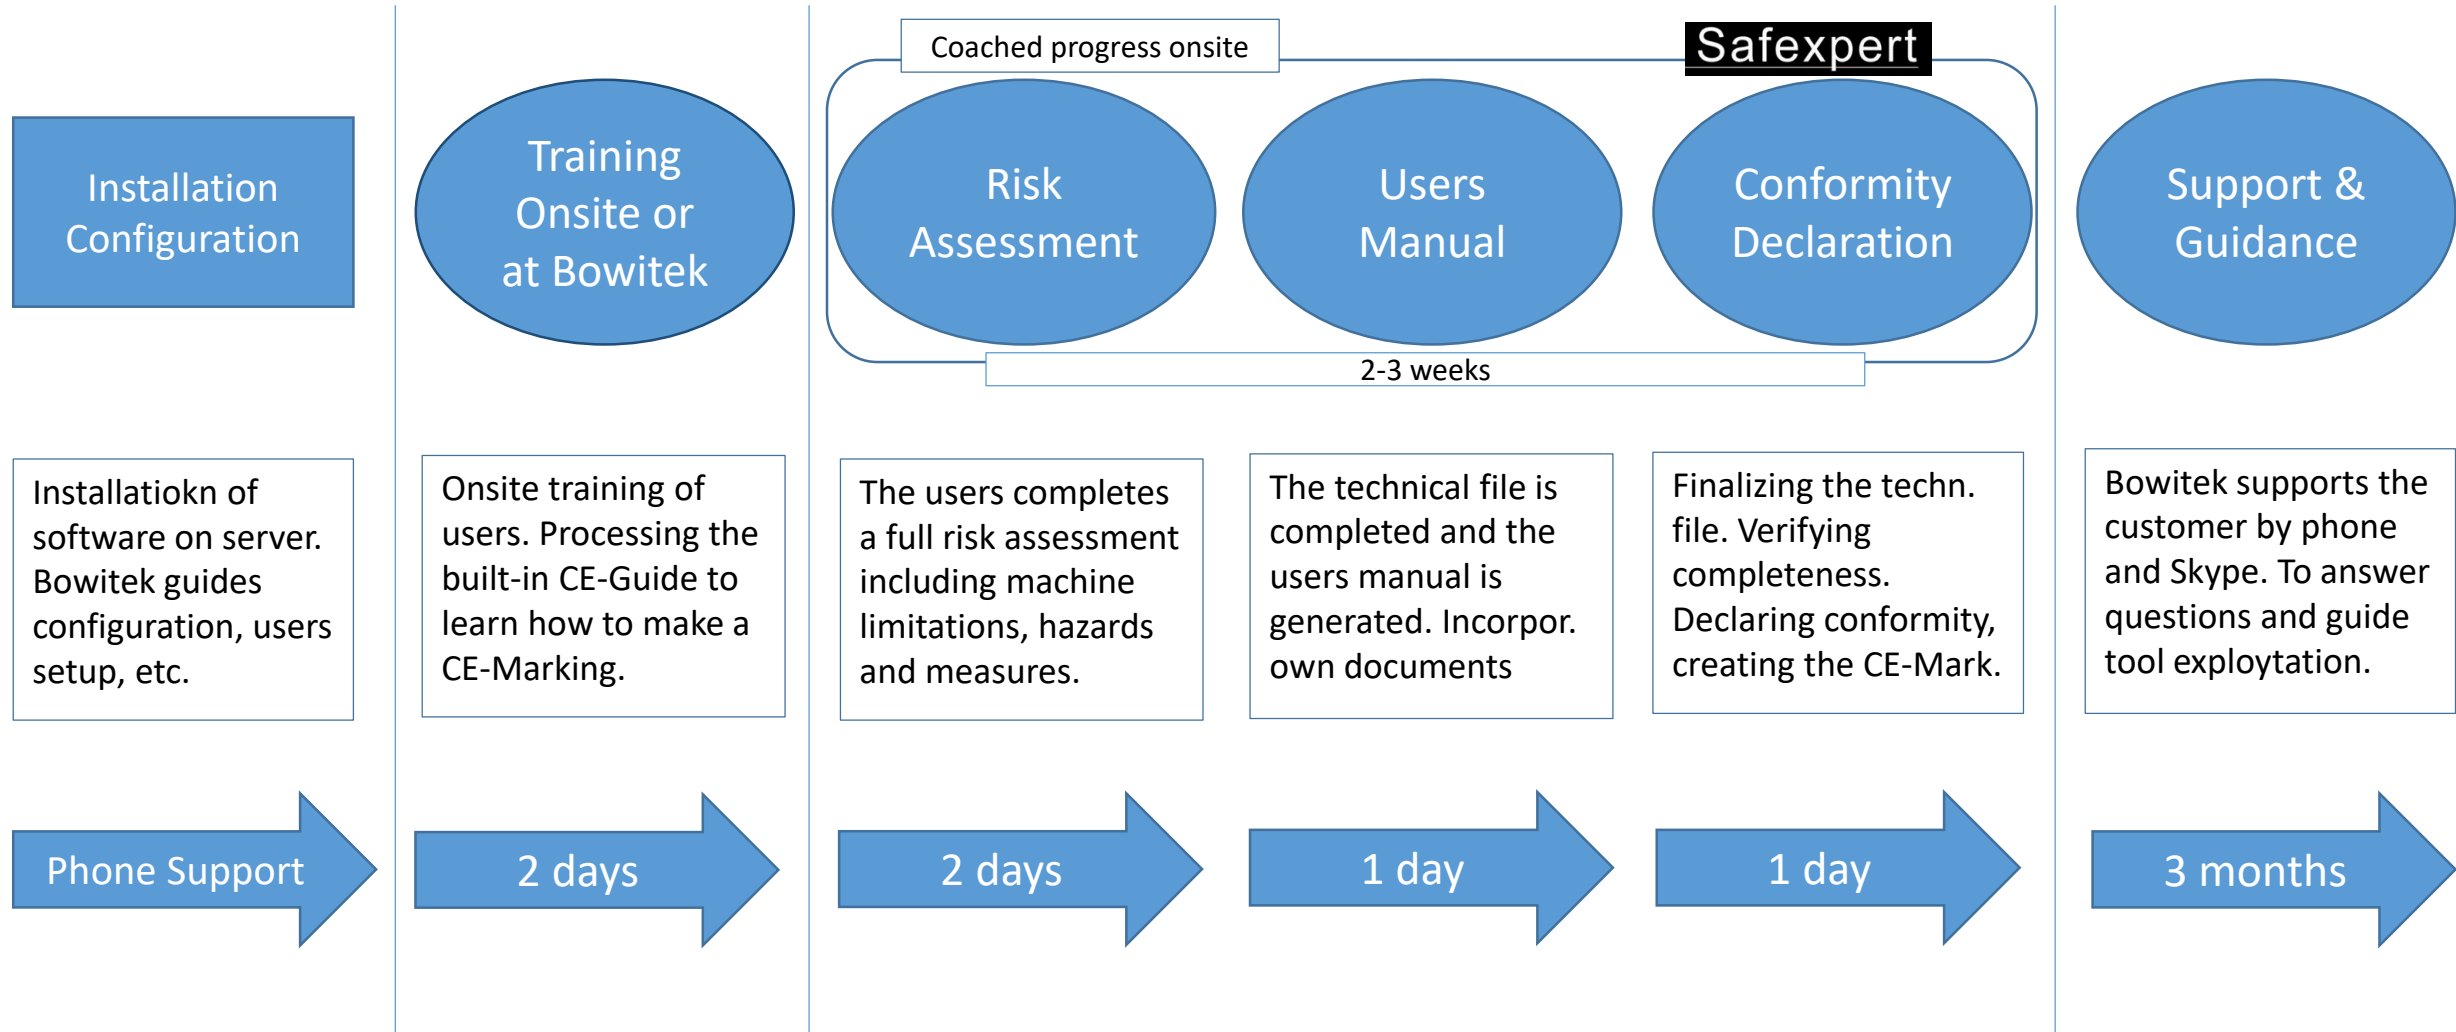 Coached progress onsite
Safexpert
Installation
Configuration
Training
Onsite or
at Bowitek
Risk
Assessment
Users
Manual
Conformity
Declaration
Support &
Guidance
2-3 weeks
Installatiokn of
software on server.
Bowitek guides
configuration, users
setup, etc.
Onsite training of
users. Processing the
built-in CE-Guide to
learn how to make a
CE-Marking.
The users completes
a full risk assessment
including machine
limitations, hazards
and measures.
The technical file is
completed and the
users manual is
generated. Incorpor.
own documents
Finalizing the techn.
file. Verifying
completeness.
Declaring conformity,
creating the CE-Mark.
Bowitek supports the
customer by phone
and Skype. To answer
questions and guide
tool exploytation.
Phone Support
2 days
2 days
1 day
1 day
3 months